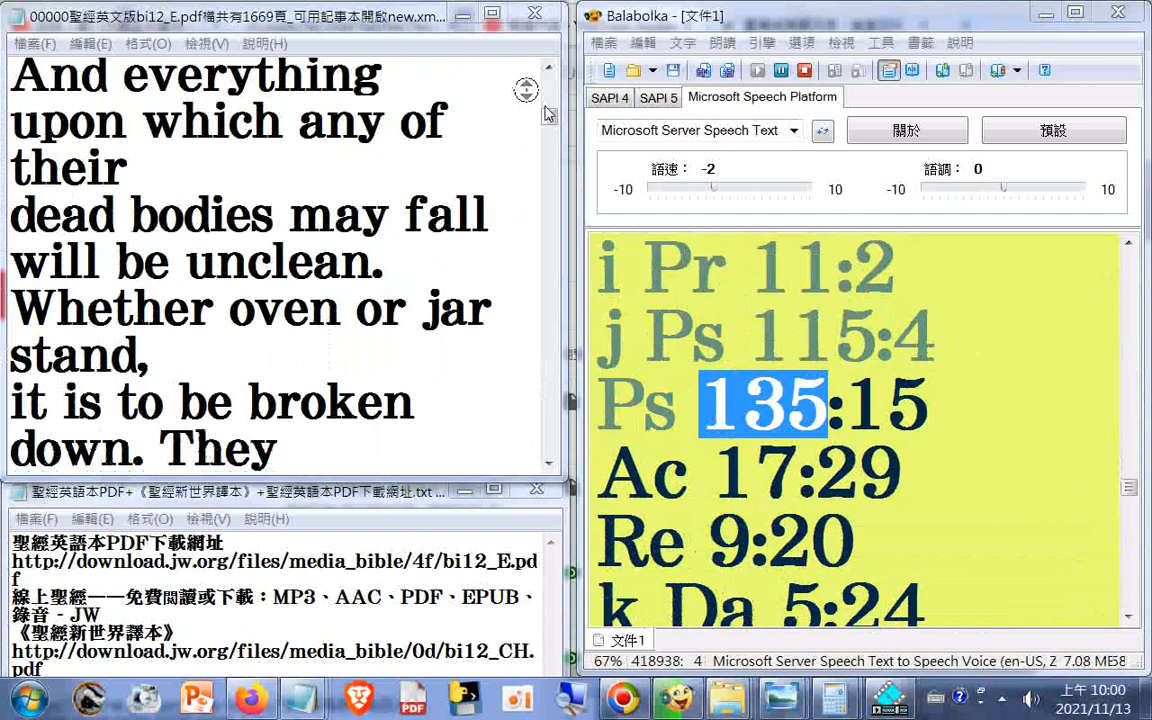 00000聖經英文版bi12_E.pdf檔共有1669頁_可用記事本開啟new.xm...
檔案(F) 編輯(E) 格式(O) 檢視(V) 說明(H)
And everything
upon which any of
their
dead bodies may fall
will be unclean.
Whether oven or jar
stand,
it is to be broken
down. They
聖經英語本PDF+《聖經新世界譯本》+聖經英語本PDF下載網址.txt ...
檔案(F) 編輯(E) 格式(O) 檢視(V) 說明(H)
聖經英語本PDF下載網址
http://download.jw.org/files/media_bible/4f/bi12_E.pd
f
線上聖經──免費閱讀或下載：MP3、AAC、PDF、EPUB、
錄音 - JW
《聖經新世界譯本》
http://download.jw.org/files/media_bible/0d/bi12_CH.
pdf
Balabolka - [文件1]
檔案 編輯 文字 朗讀 引擎 選項 檢視 工具 書籤 說明
SAPI 4 SAPI 5 Microsoft Speech Platform
Microsoft Server Speech Text 關於 預設
語速： -2 語調： 0
-10 10 -10 10
i Pr 11:2
j Ps 115:4
Ps 135:15
Ac 17:29
Re 9:20
k Da 5:24
文件1
67% 418938: 4 Microsoft Server Speech Text to Speech Voice (en-US, Z 7.08 ME58
PDF
上午 10:00
2021/11/13